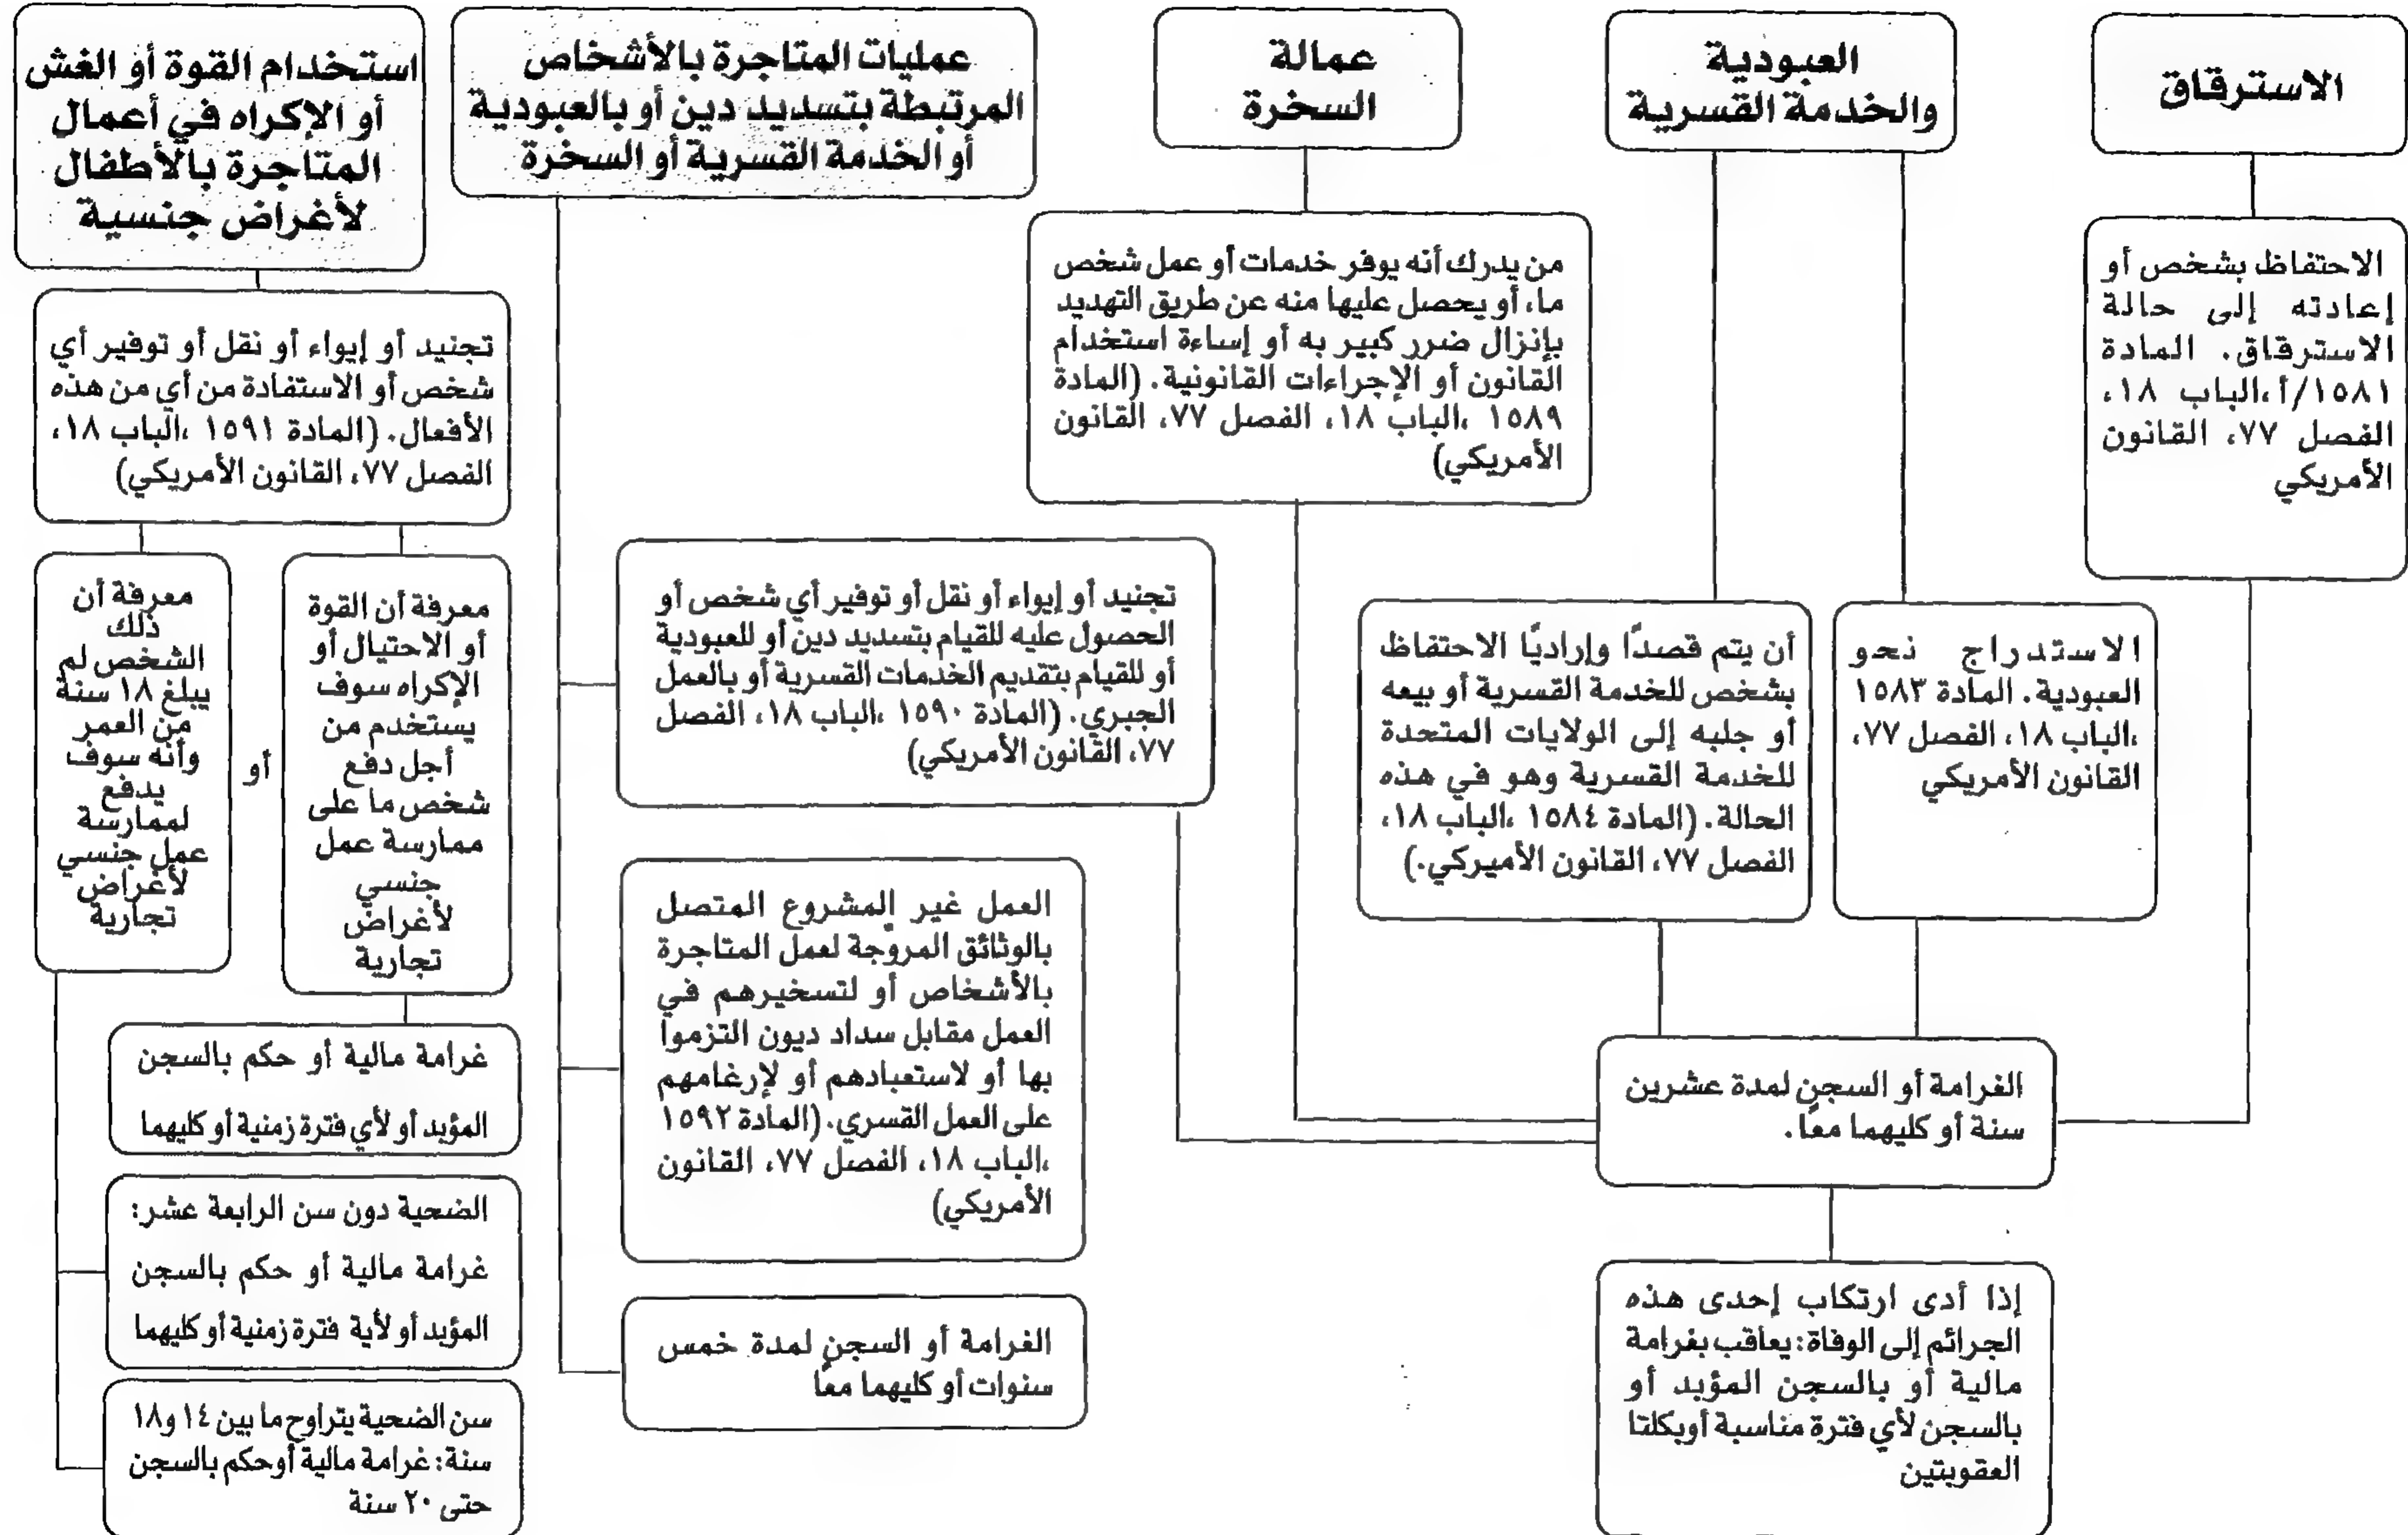 الاسترقاق
العبودية
والخدمة القسرية
عمالة
السخرة
عمليات المتاجرة بالأشخاص
المرتبطة بتسديد دين أو بالعبودية
أو الخدمة القسرية أو السخرة
استخدام القوة أو الغش
أو الإكراه في أعمال
المتاجرة بالأطفال
لأغراض جنسية
الاحتفاظ بشخص أو
إعادته إلى حالة
الاسترقاق. المادة
١٥٨١/أ،الباب ١٨،
الفصل ٧٧، القانون
الأمريكي
من يدرك أنه يوفر خدمات أو عمل شخص
ما، أو يحصل عليها منه عن طريق التهديد
بإنزال ضرر كبير به أو إساءة استخدام
القانون أو الإجراءات القانونية. (المادة
١٥٨٩ ،الباب ١٨، الفصل ٧٧، القانون
الأمريكي)
تجنيد أو إيواء أو نقل أو توفير أي
شخص أو الاستفادة من أي من هذه
الأفعال. (المادة ١٥٩١ ،الباب ١٨،
الفصل ٧٧، القانون الأمريكي)
الاستدراج نحو
العبودية. المادة ١٥٨٣
،الباب ١٨، الفصل ٧٧،
القانون الأمريكي
أن يتم قصدًا وإراديًا الاحتفاظ
بشخص للخدمة القسرية أو بيعه
أو جلبه إلى الولايات المتحدة
للخدمة القسرية وهو في هذه
الحالة. (المادة ١٥٨٤ ،الباب ١٨،
الفصل ٧٧، القانون الأميركي.)
تجنيد أو إيواء أو نقل أو توفير أي شخص أو
الحصول عليه للقيام بتسديد دين أو للعبودية
أو للقيام بتقديم الخدمات القسرية أو بالعمل
الجبري. (المادة ١٥٩٠ ،الباب ١٨، الفصل
٧٧، القانون الأمريكي)
معرفة أن القوة
أو الاحتيال أو
الإكراه سوف
يستخدم من
أجل دفع
شخص ما على
ممارسة عمل
جنسي
لأغراض
تجارية
أو
معرفة أن
ذلك
الشخص لم
يبلغ ١٨ سنة
من العمر
وأنه سوف
يدفع
لممارسة
عمل جنسي
لأغراض
تجارية
العمل غير المشروع المتصل
بالوثائق المروّجة لعمل المتاجرة
بالأشخاص أو لتسخيرهم في
العمل مقابل سداد ديون التزموا
بها أو لاستعبادهم أو لإرغامهم
على العمل القسري. (المادة ١٥٩٢
،الباب ١٨، الفصل ٧٧، القانون
الأمريكي)
الغرامة أو السجن لمدة عشرين
سنة أو كليهما معًا.
غرامة مالية أو حكم بالسجن
المؤبد أو لأي فترة زمنية أو كليهما
الضحية دون سن الرابعة عشر:
غرامة مالية أو حكم بالسجن
المؤبد أو لأية فترة زمنية أو كليهما
سن الضحية يتراوح ما بين ١٤ و١٨
سنة: غرامة مالية أوحكم بالسجن
حتى ٢٠ سنة
الغرامة أو السجن لمدة خمس
سنوات أو كليهما معًا
إذا أدى ارتكاب إحدى هذه
الجرائم إلى الوفاة: يعاقب بغرامة
مالية أو بالسجن المؤبد أو
بالسجن لأي فترة مناسبة أوبكلتا
العقوبتين